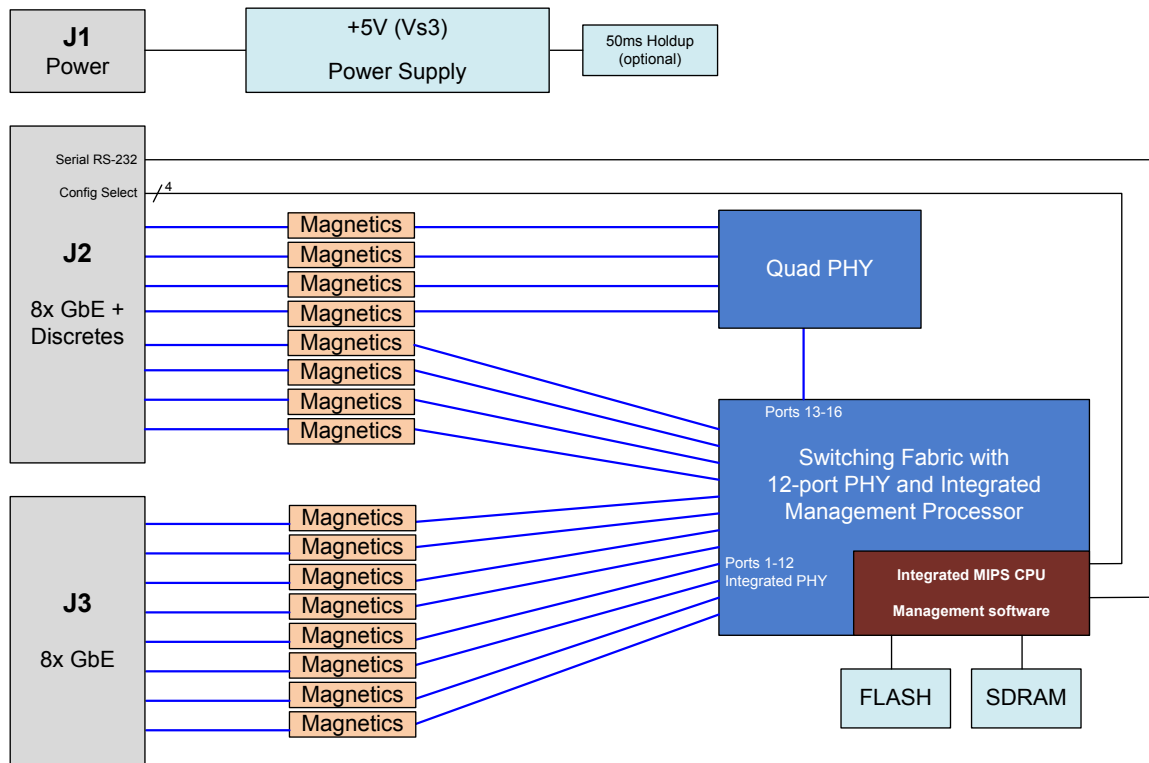 J1
Power
+5V (Vs3)
Power Supply
50ms Holdup
(optional)
Serial RS-232
Config Select
4
J2
8x GbE +
Discretes
Magnetics
Magnetics
Magnetics
Magnetics
Magnetics
Magnetics
Magnetics
Magnetics
Quad PHY
Ports 13-16
Switching Fabric with
12-port PHY and Integrated
Management Processor
Ports 1-12
Integrated PHY
Integrated MIPS CPU
Management software
FLASH
SDRAM
J3
8x GbE
Magnetics
Magnetics
Magnetics
Magnetics
Magnetics
Magnetics
Magnetics
Magnetics